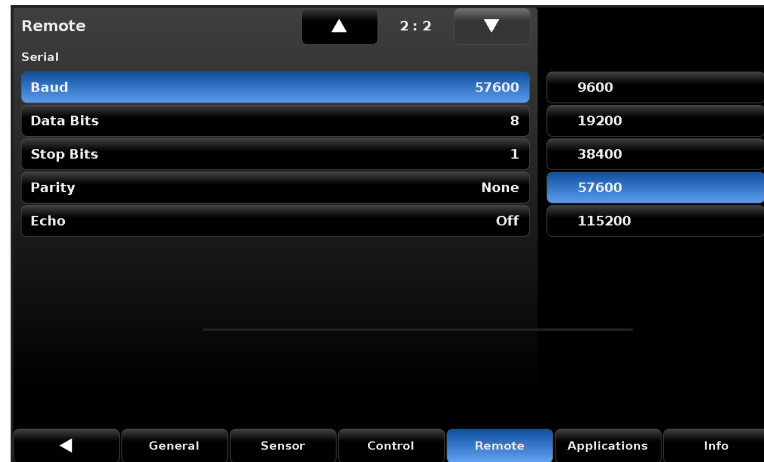 Remote 2 : 2
Serial
Baud 57600 9600
Data Bits 8 19200
Stop Bits 1 38400
Parity None 57600
Echo Off 115200
General Sensor Control Remote Applications Info